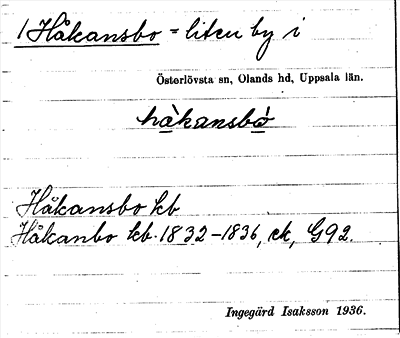 1 Håkansbo = liten by i
Österlövsta sn, Olands hd, Uppsala län.
hàkansbò
Håkansbo kb
Håkanbo kb. 1832–1836, ck, G92.
Ingegärd Isaksson 1936.